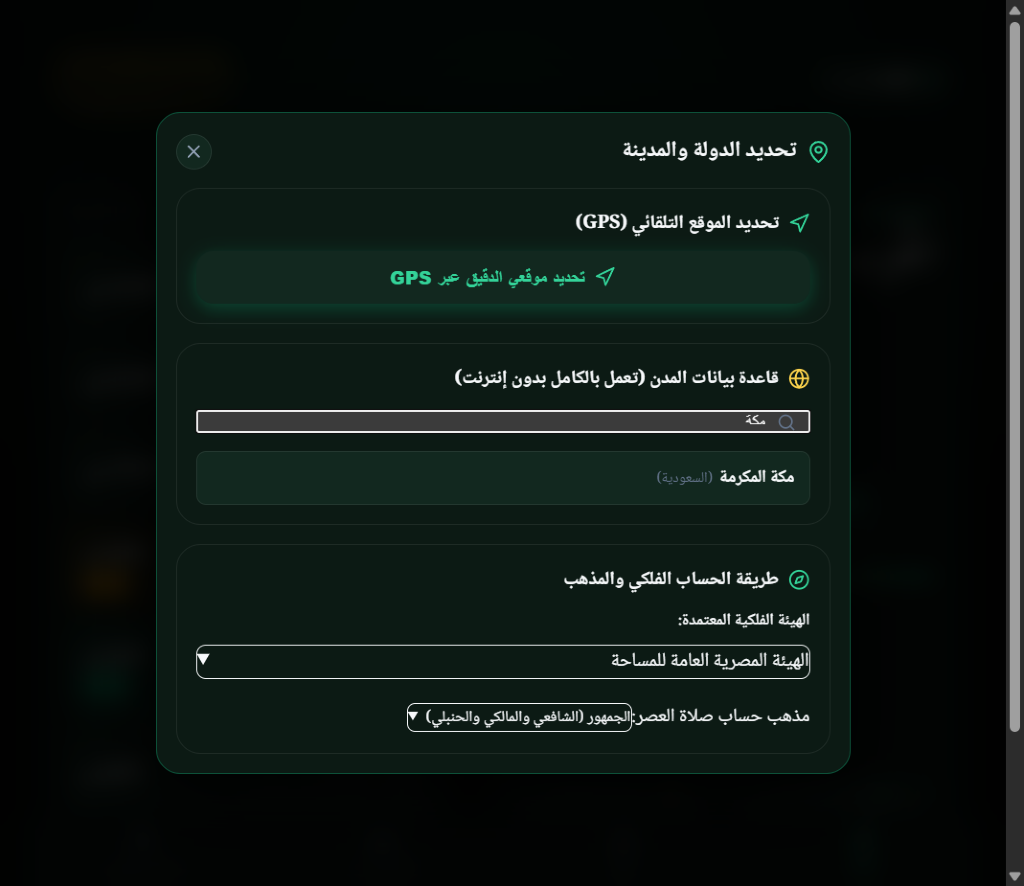 تحديد الدولة والمدينة
تحديد الموقع التلقائي (GPS)
تحديد موقعي الدقيق عبر GPS
قاعدة بيانات المدن (تعمل بالكامل بدون إنترنت)
مكة
مكة المكرمة (السعودية)
طريقة الحساب الفلكي والمذهب
الهيئة الفلكية المعتمدة:
الهيئة المصرية العامة للمساحة
مذهب حساب صلاة العصر: الجمهور (الشافعي والمالكي والحنبلي)